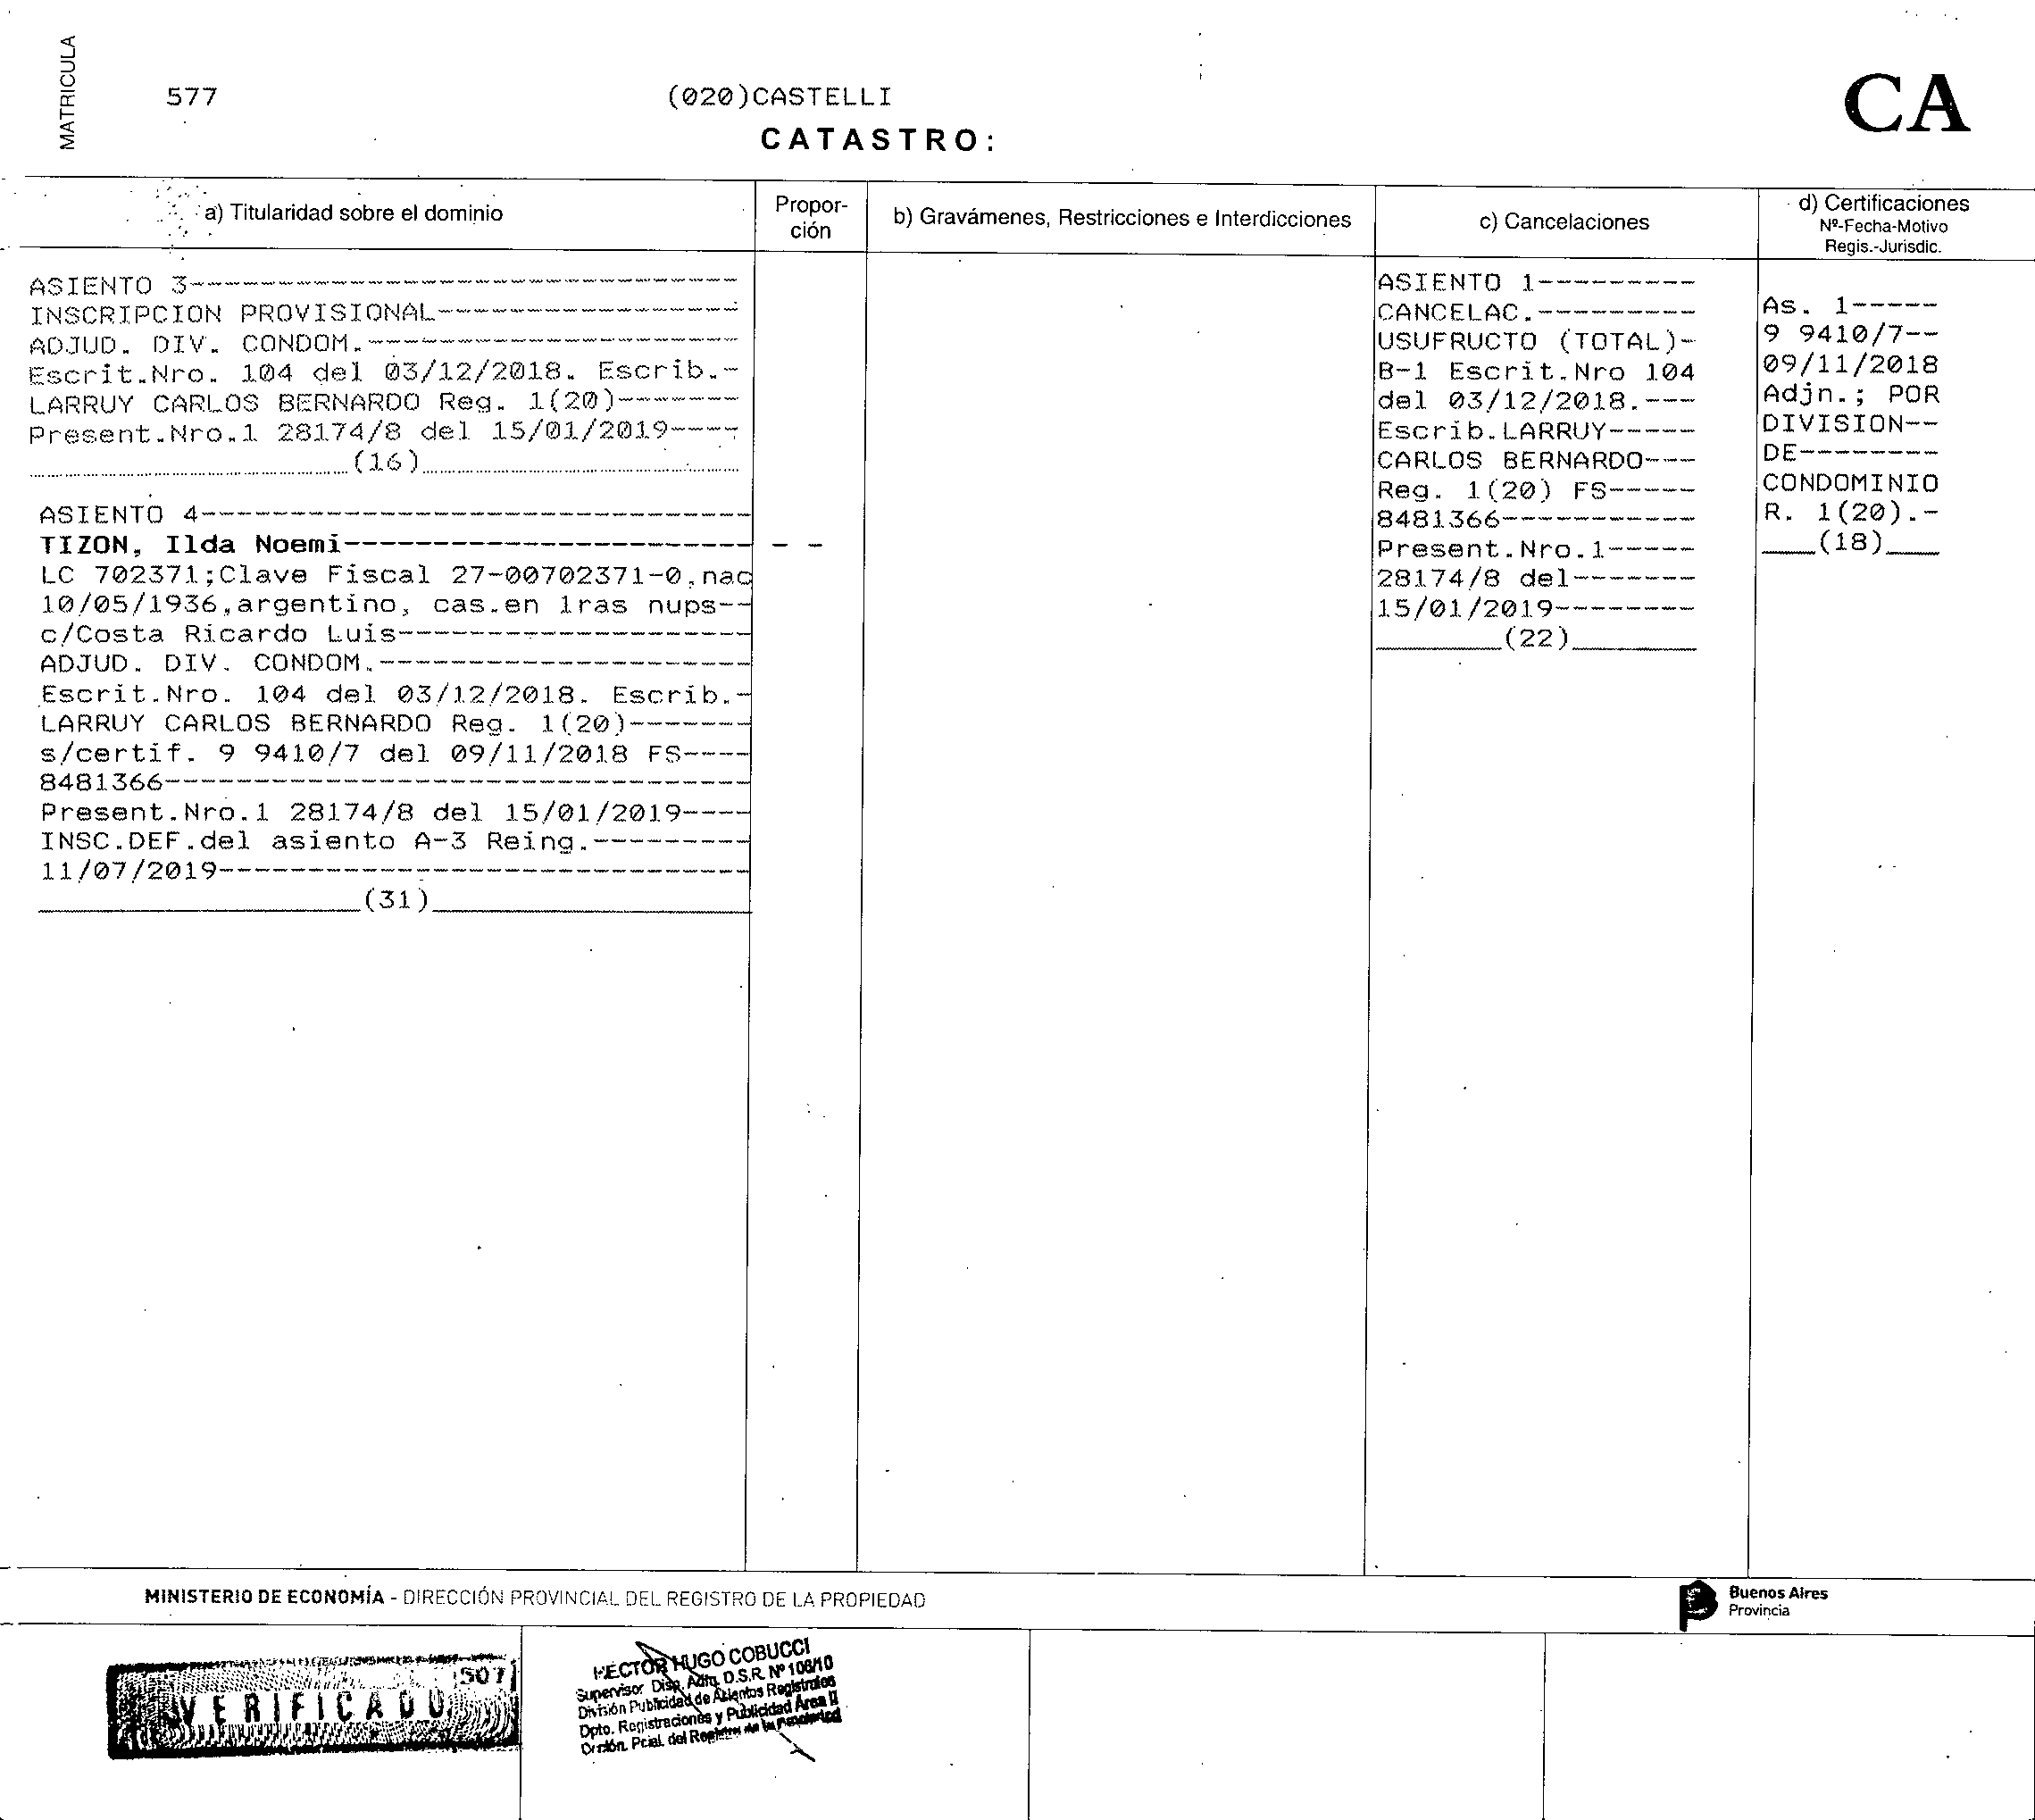 MATRICULA
577
(020)CASTELLI
CA
CATASTRO:
a) Titularidad sobre el dominio
Propor-
ción
b) Gravámenes, Restricciones e Interdicciones
c) Cancelaciones
d) Certificaciones
Nº-Fecha-Motivo
Regis.-Jurisdic.
ASIENTO 3-------------------------------
INSCRIPCION PROVISIONAL-----------------
ADJUD. DIV. CONDOM.---------------------
Escrit.Nro. 104 del 03/12/2018. Escrib.-
LARRUY CARLOS BERNARDO Reg. 1(20)-------
Present.Nro.1 28174/8 del 15/01/2019----
(16)
ASIENTO 4-------------------------------
TIZON, Ilda Noemi----------------------- - -
LC 702371;Clave Fiscal 27-00702371-0,nac
10/05/1936,argentino, cas.en 1ras nups--
c/Costa Ricardo Luis--------------------
ADJUD. DIV. CONDOM.---------------------
Escrit.Nro. 104 del 03/12/2018. Escrib.-
LARRUY CARLOS BERNARDO Reg. 1(20)-------
s/certif. 9 9410/7 del 09/11/2018 FS----
8481366---------------------------------
Present.Nro.1 28174/8 del 15/01/2019----
INSC.DEF.del asiento A-3 Reing.---------
11/07/2019------------------------------
(31)
ASIENTO 1---------
CANCELAC.---------
USUFRUCTO (TOTAL)-
B-1 Escrit.Nro 104
del 03/12/2018.---
Escrib.LARRUY-----
CARLOS BERNARDO---
Reg. 1(20) FS-----
8481366-----------
Present.Nro.1-----
28174/8 del-------
15/01/2019--------
(22)
As. 1-----
9 9410/7--
09/11/2018
Adjn.; POR
DIVISION--
DE--------
CONDOMINIO
R. 1(20).-
(18)
MINISTERIO DE ECONOMÍA - DIRECCIÓN PROVINCIAL DEL REGISTRO DE LA PROPIEDAD
Buenos Aires
Provincia
507
VERIFICADO
HECTOR HUGO COBUCCI
Supervisor Disp. Adm. D.S.R. Nº 106/10
División Publicidad de Asientos Registrales
Dpto. Registraciones y Publicidad Área II
Dirción. Pcial. del Registro de la Propiedad